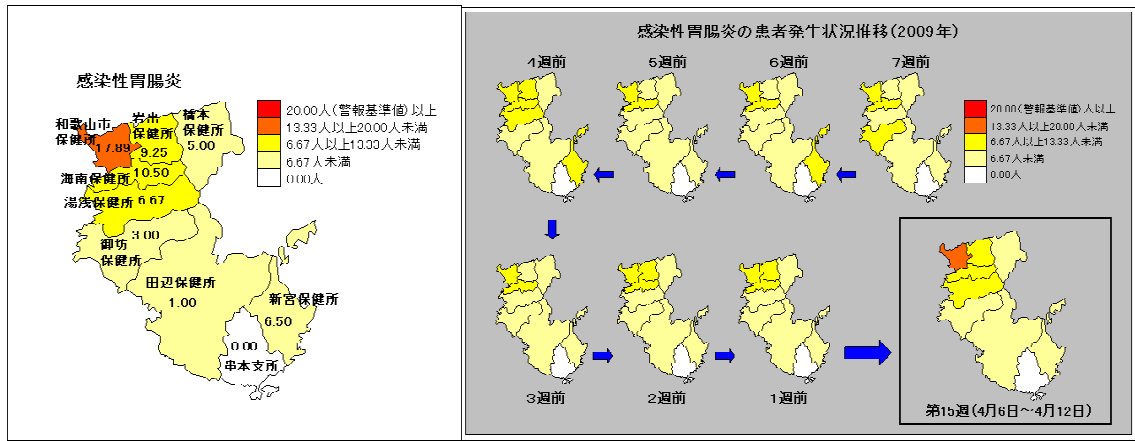 感染性胃腸炎
20.00人（警報基準値）以上
13.33人以上20.00人未満
6.67人以上13.33人未満
6.67人未満
0.00人
和歌山市
保健所
17.89
岩出
保健所
9.25
橋本
保健所
5.00
10.50
海南保健所
湯浅保健所
6.67
3.00
御坊
保健所
田辺保健所
1.00
新宮保健所
6.50
0.00
串本支所
感染性胃腸炎の患者発生状況推移（2009年）
4週前
5週前
6週前
7週前
20.00（警報基準値）人以上
13.33人以上20.00人未満
6.67人以上13.33人未満
6.67人未満
0.00人
3週前
2週前
1週前
第15週（4月6日～4月12日）